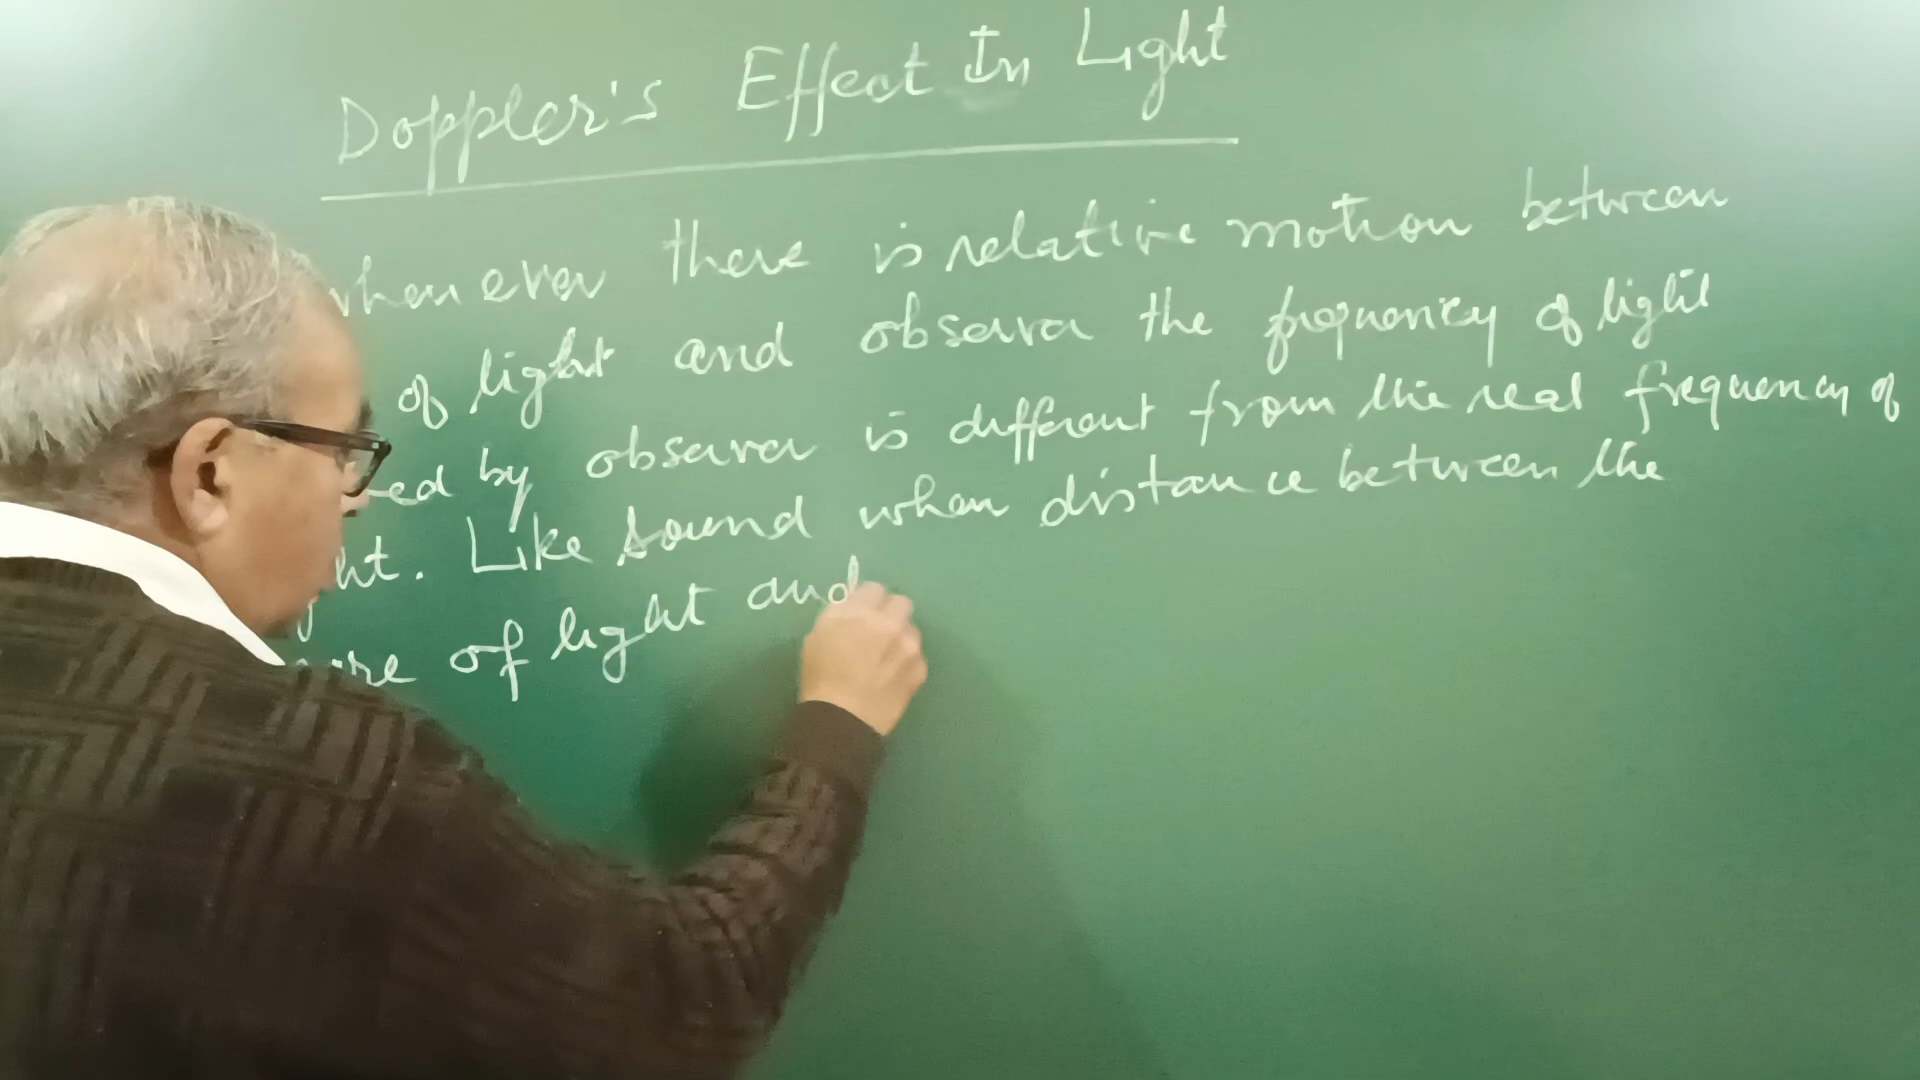 Doppler's Effect In Light
whenever there is relative motion between
of light and observer the frequency of light
by observer is different from the real frequency of
Like sound when distance between the
of light and